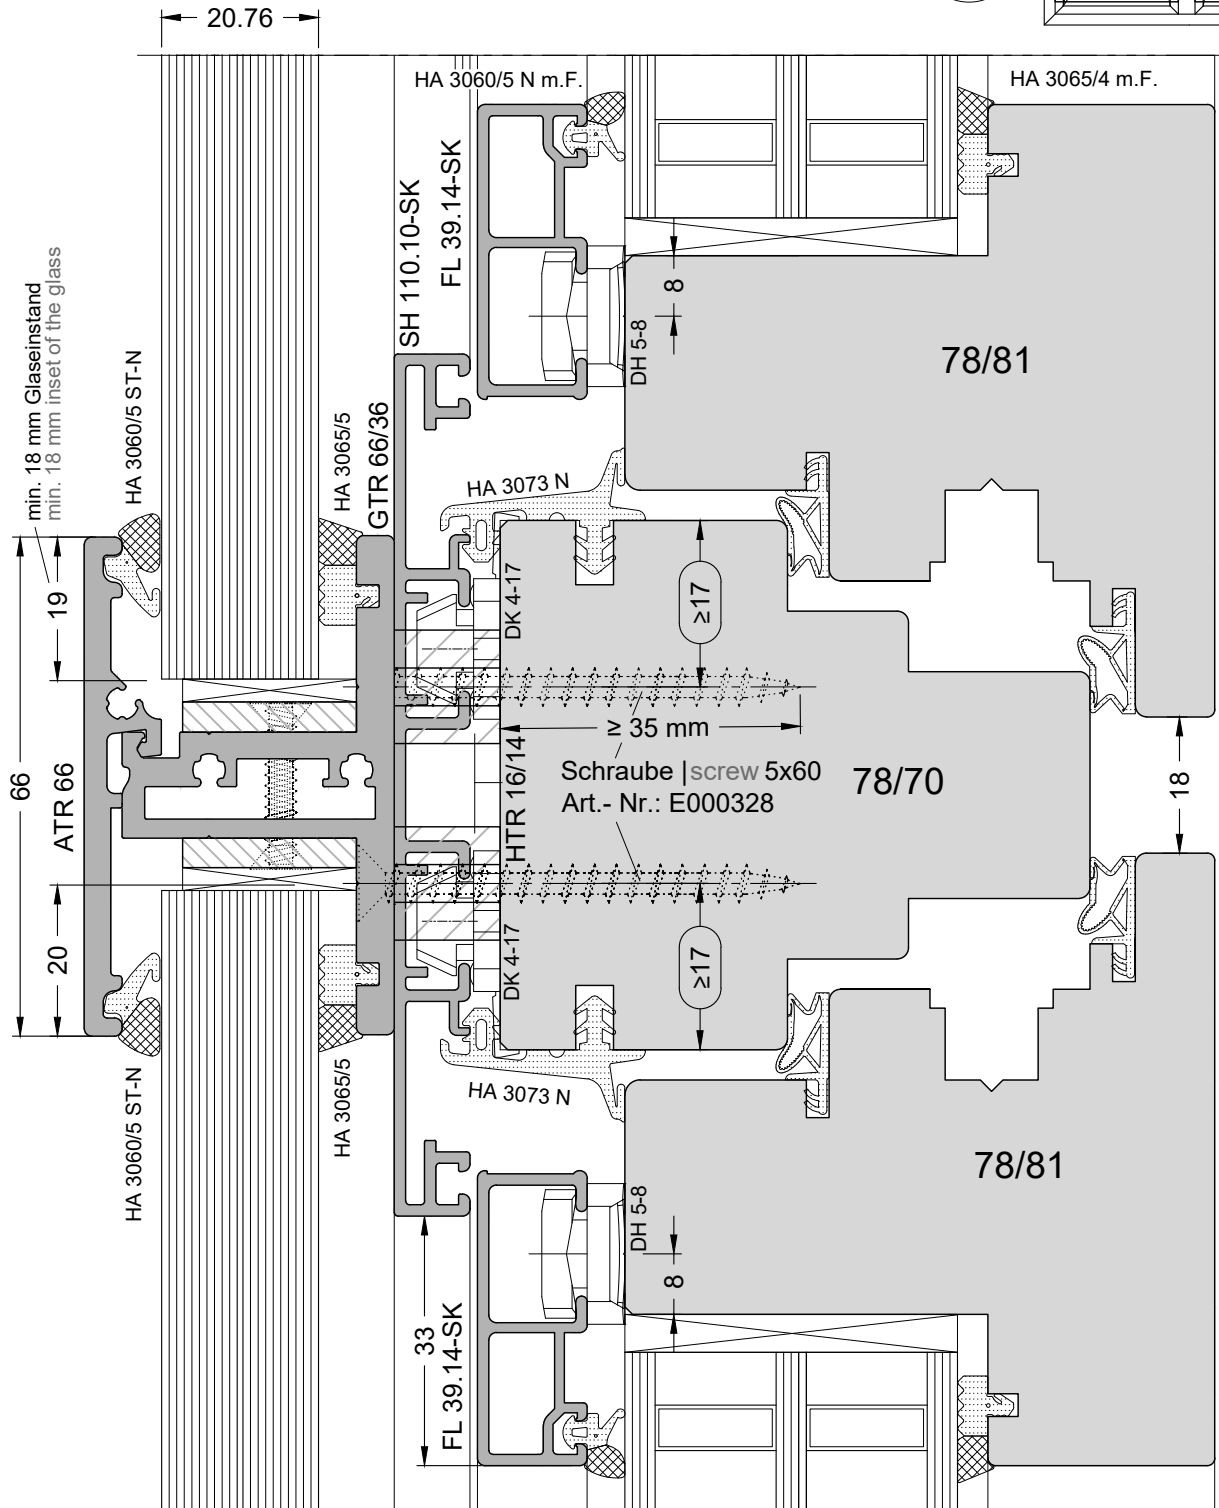 20.76
HA 3060/5 N m.F.
HA 3065/4 m.F.
SH 110.10-SK
FL 39.14-SK
min. 18 mm Glaseinstand
min. 18 mm inset of the glass
HA 3060/5 ST-N
HA 3065/5
GTR 66/36
8
DH 5-8
78/81
HA 3073 N
DK 4-17
≥17
19
66
ATR 66
20
≥ 35 mm
HTR 16/14
Schraube | screw 5x60
Art.- Nr.: E000328
78/70
18
DK 4-17
≥17
HA 3073 N
HA 3060/5 ST-N
HA 3065/5
78/81
DH 5-8
8
33
FL 39.14-SK